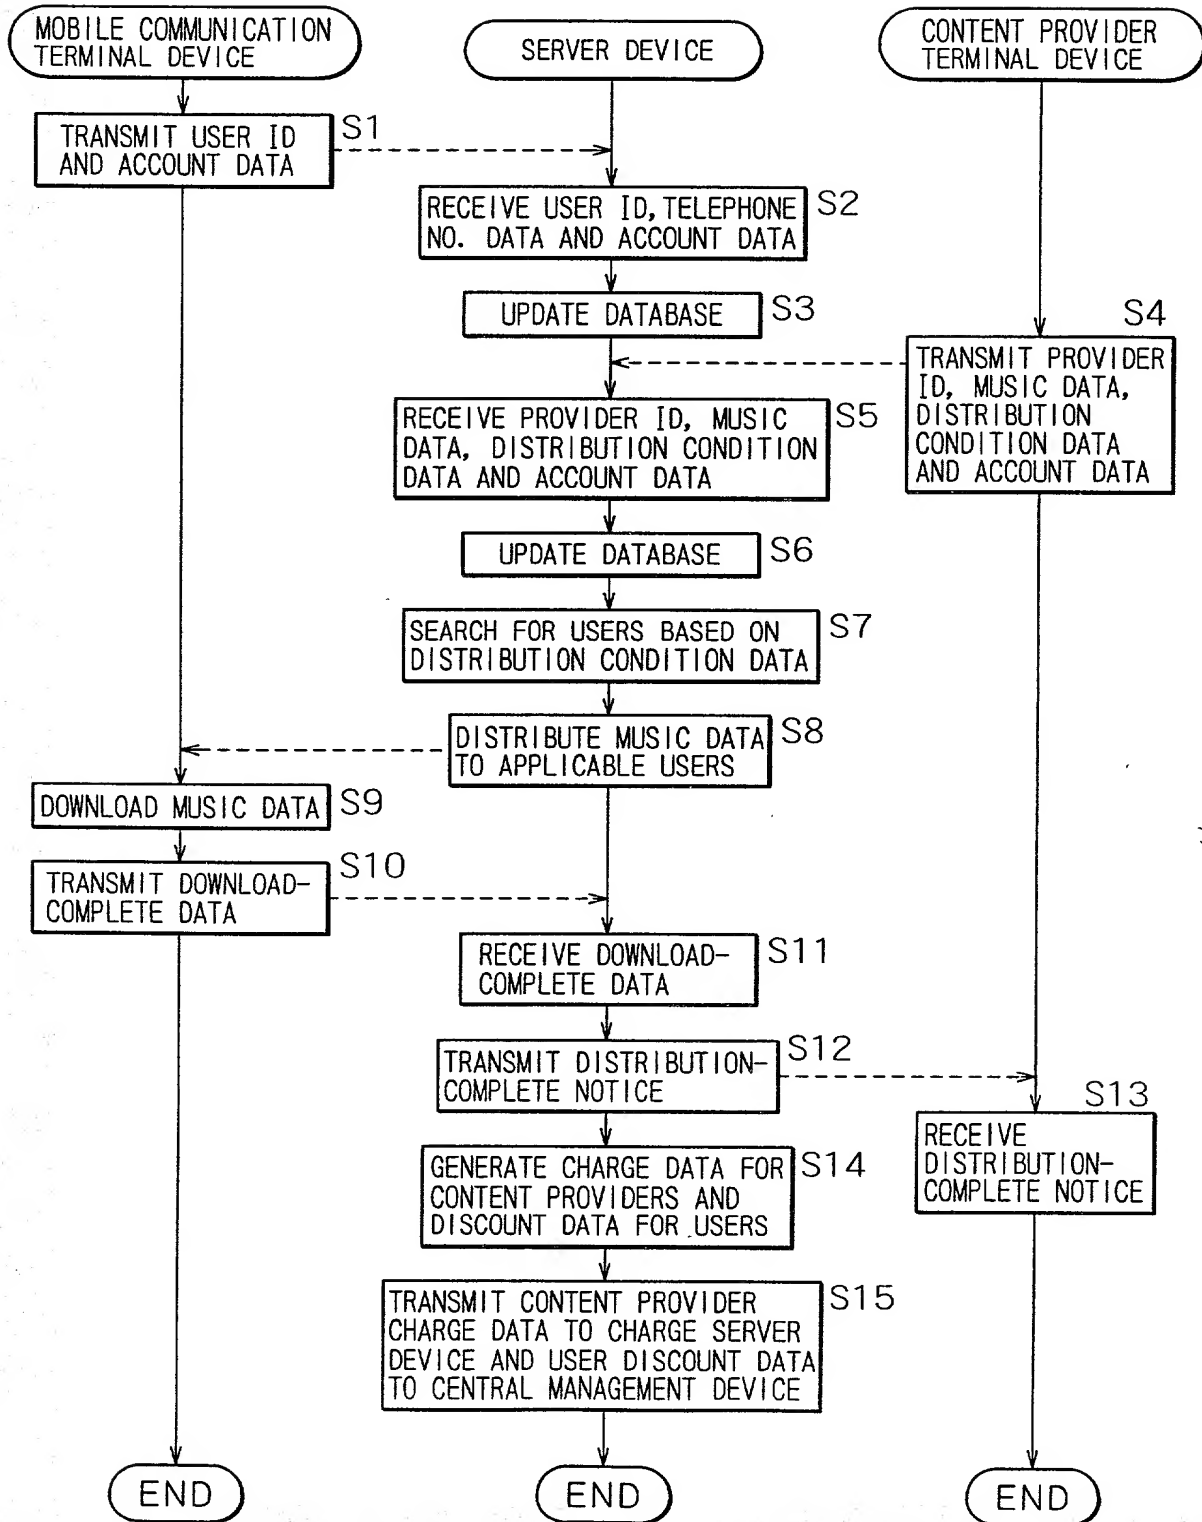 MOBILE COMMUNICATION
TERMINAL DEVICE
SERVER DEVICE
CONTENT PROVIDER
TERMINAL DEVICE
TRANSMIT USER ID
AND ACCOUNT DATA
S1
RECEIVE USER ID, TELEPHONE
NO. DATA AND ACCOUNT DATA
S2
UPDATE DATABASE
S3
S4
TRANSMIT PROVIDER
ID, MUSIC DATA,
DISTRIBUTION
CONDITION DATA
AND ACCOUNT DATA
RECEIVE PROVIDER ID, MUSIC
DATA, DISTRIBUTION CONDITION
DATA AND ACCOUNT DATA
S5
UPDATE DATABASE
S6
SEARCH FOR USERS BASED ON
DISTRIBUTION CONDITION DATA
S7
DISTRIBUTE MUSIC DATA
TO APPLICABLE USERS
S8
DOWNLOAD MUSIC DATA
S9
TRANSMIT DOWNLOAD-
COMPLETE DATA
S10
RECEIVE DOWNLOAD-
COMPLETE DATA
S11
TRANSMIT DISTRIBUTION-
COMPLETE NOTICE
S12
S13
RECEIVE
DISTRIBUTION-
COMPLETE NOTICE
GENERATE CHARGE DATA FOR
CONTENT PROVIDERS AND
DISCOUNT DATA FOR USERS
S14
TRANSMIT CONTENT PROVIDER
CHARGE DATA TO CHARGE SERVER
DEVICE AND USER DISCOUNT DATA
TO CENTRAL MANAGEMENT DEVICE
S15
END
END
END